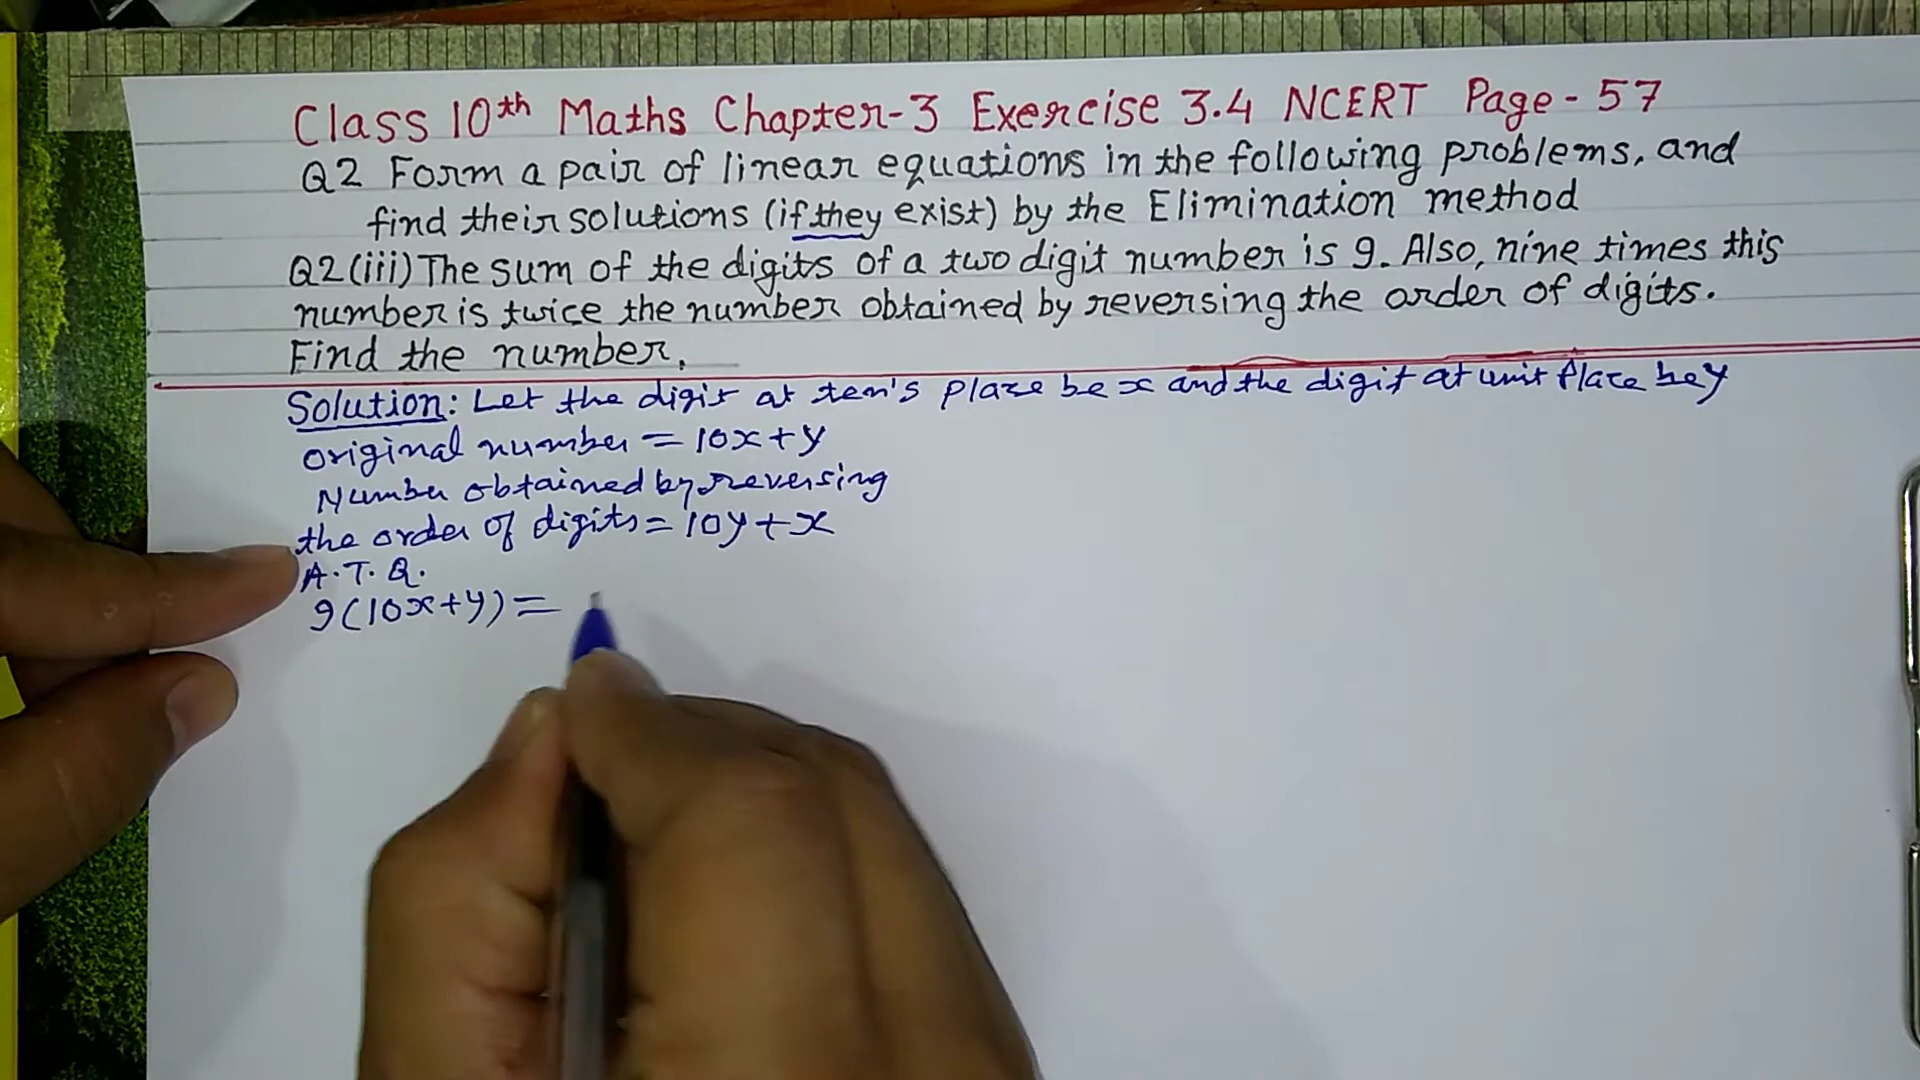 Class 10th Maths Chapter-3 Exercise 3.4 NCERT Page-57
Q2 Form a pair of linear equations in the following problems, and
find their solutions (if they exist) by the Elimination method
Q2(iii) The sum of the digits of a two digit number is 9. Also, nine times this
number is twice the number obtained by reversing the order of digits.
Find the number.
Solution: Let the digit at ten's place be x and the digit at unit place be y
original number = 10x+y
Number obtained by reversing
the order of digits = 10y+x
A.T.Q.
9(10x+y)=